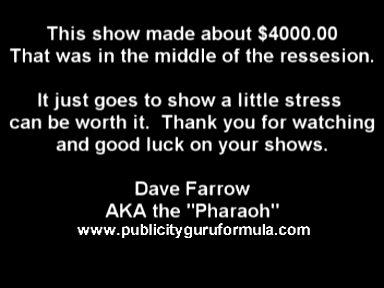 This show made about $4000.00
That was in the middle of the ressesion.
It just goes to show a little stress
can be worth it.  Thank you for watching
and good luck on your shows.
Dave Farrow
AKA the "Pharaoh"
www.publicityguruformula.com